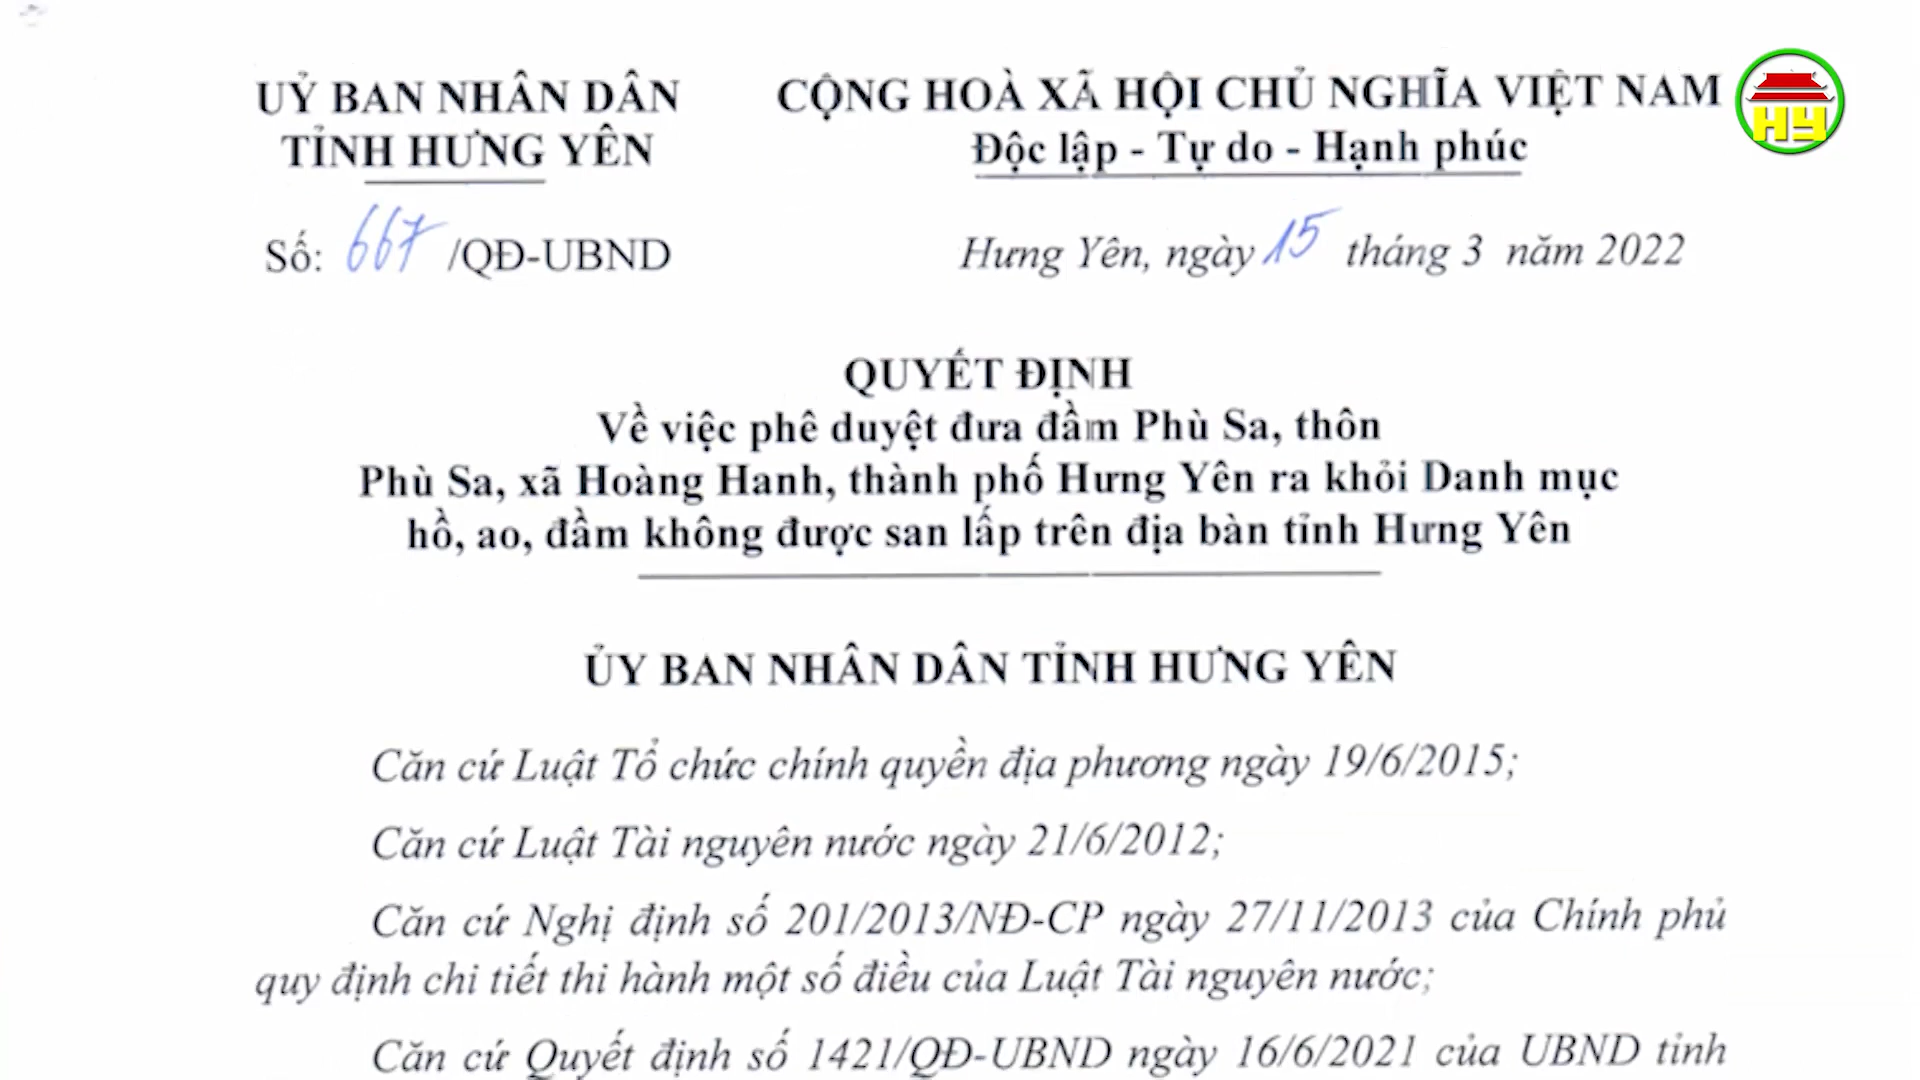 UỶ BAN NHÂN DÂN
TỈNH HƯNG YÊN
CỘNG HOÀ XÃ HỘI CHỦ NGHĨA VIỆT NAM
Độc lập - Tự do - Hạnh phúc
HY
Số: 667 /QĐ-UBND
Hưng Yên, ngày 15 tháng 3 năm 2022
QUYẾT ĐỊNH
Về việc phê duyệt đưa đầm Phù Sa, thôn
Phù Sa, xã Hoàng Hanh, thành phố Hưng Yên ra khỏi Danh mục
hồ, ao, đầm không được san lấp trên địa bàn tỉnh Hưng Yên
ỦY BAN NHÂN DÂN TỈNH HƯNG YÊN
Căn cứ Luật Tổ chức chính quyền địa phương ngày 19/6/2015;
Căn cứ Luật Tài nguyên nước ngày 21/6/2012;
Căn cứ Nghị định số 201/2013/NĐ-CP ngày 27/11/2013 của Chính phủ
quy định chi tiết thi hành một số điều của Luật Tài nguyên nước;
Căn cứ Quyết định số 1421/QĐ-UBND ngày 16/6/2021 của UBND tỉnh